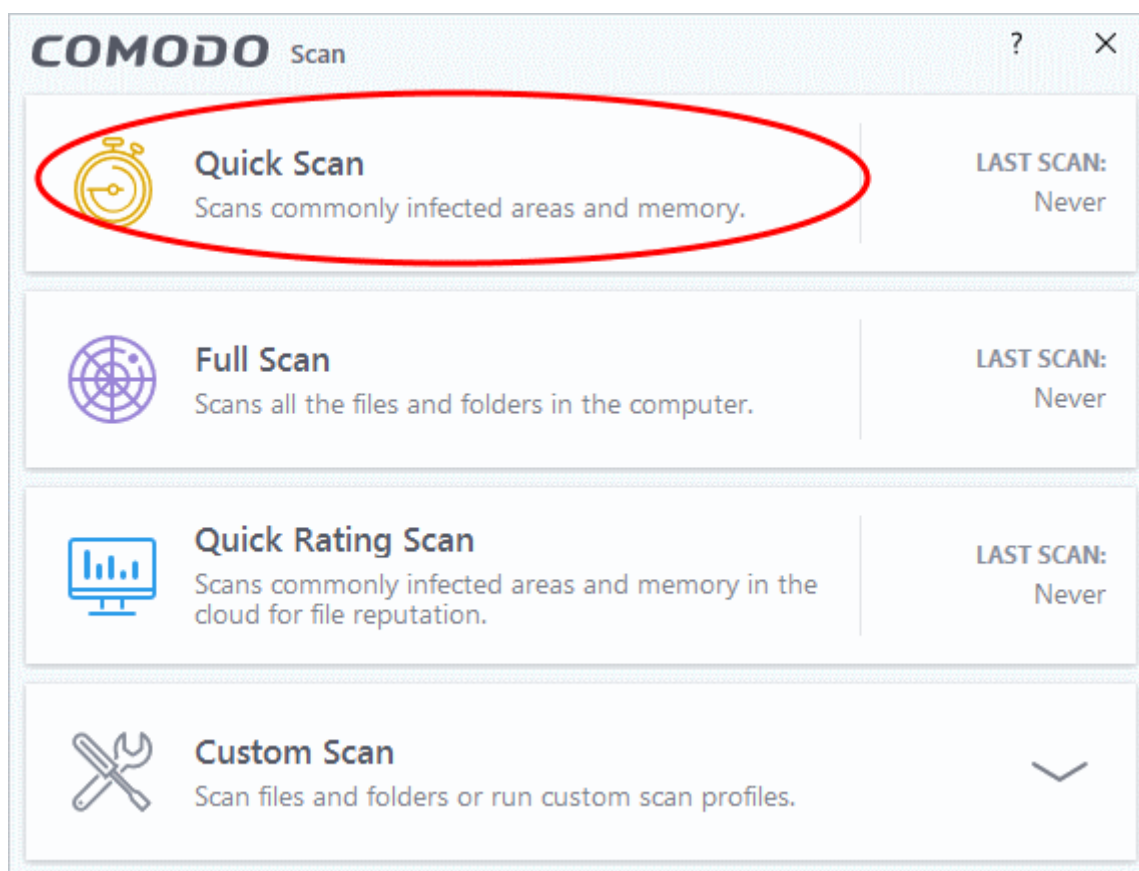 COMODO Scan ?
Quick Scan
Scans commonly infected areas and memory.
LAST SCAN:
Never
Full Scan
Scans all the files and folders in the computer.
LAST SCAN:
Never
Quick Rating Scan
Scans commonly infected areas and memory in the
cloud for file reputation.
LAST SCAN:
Never
Custom Scan
Scan files and folders or run custom scan profiles.